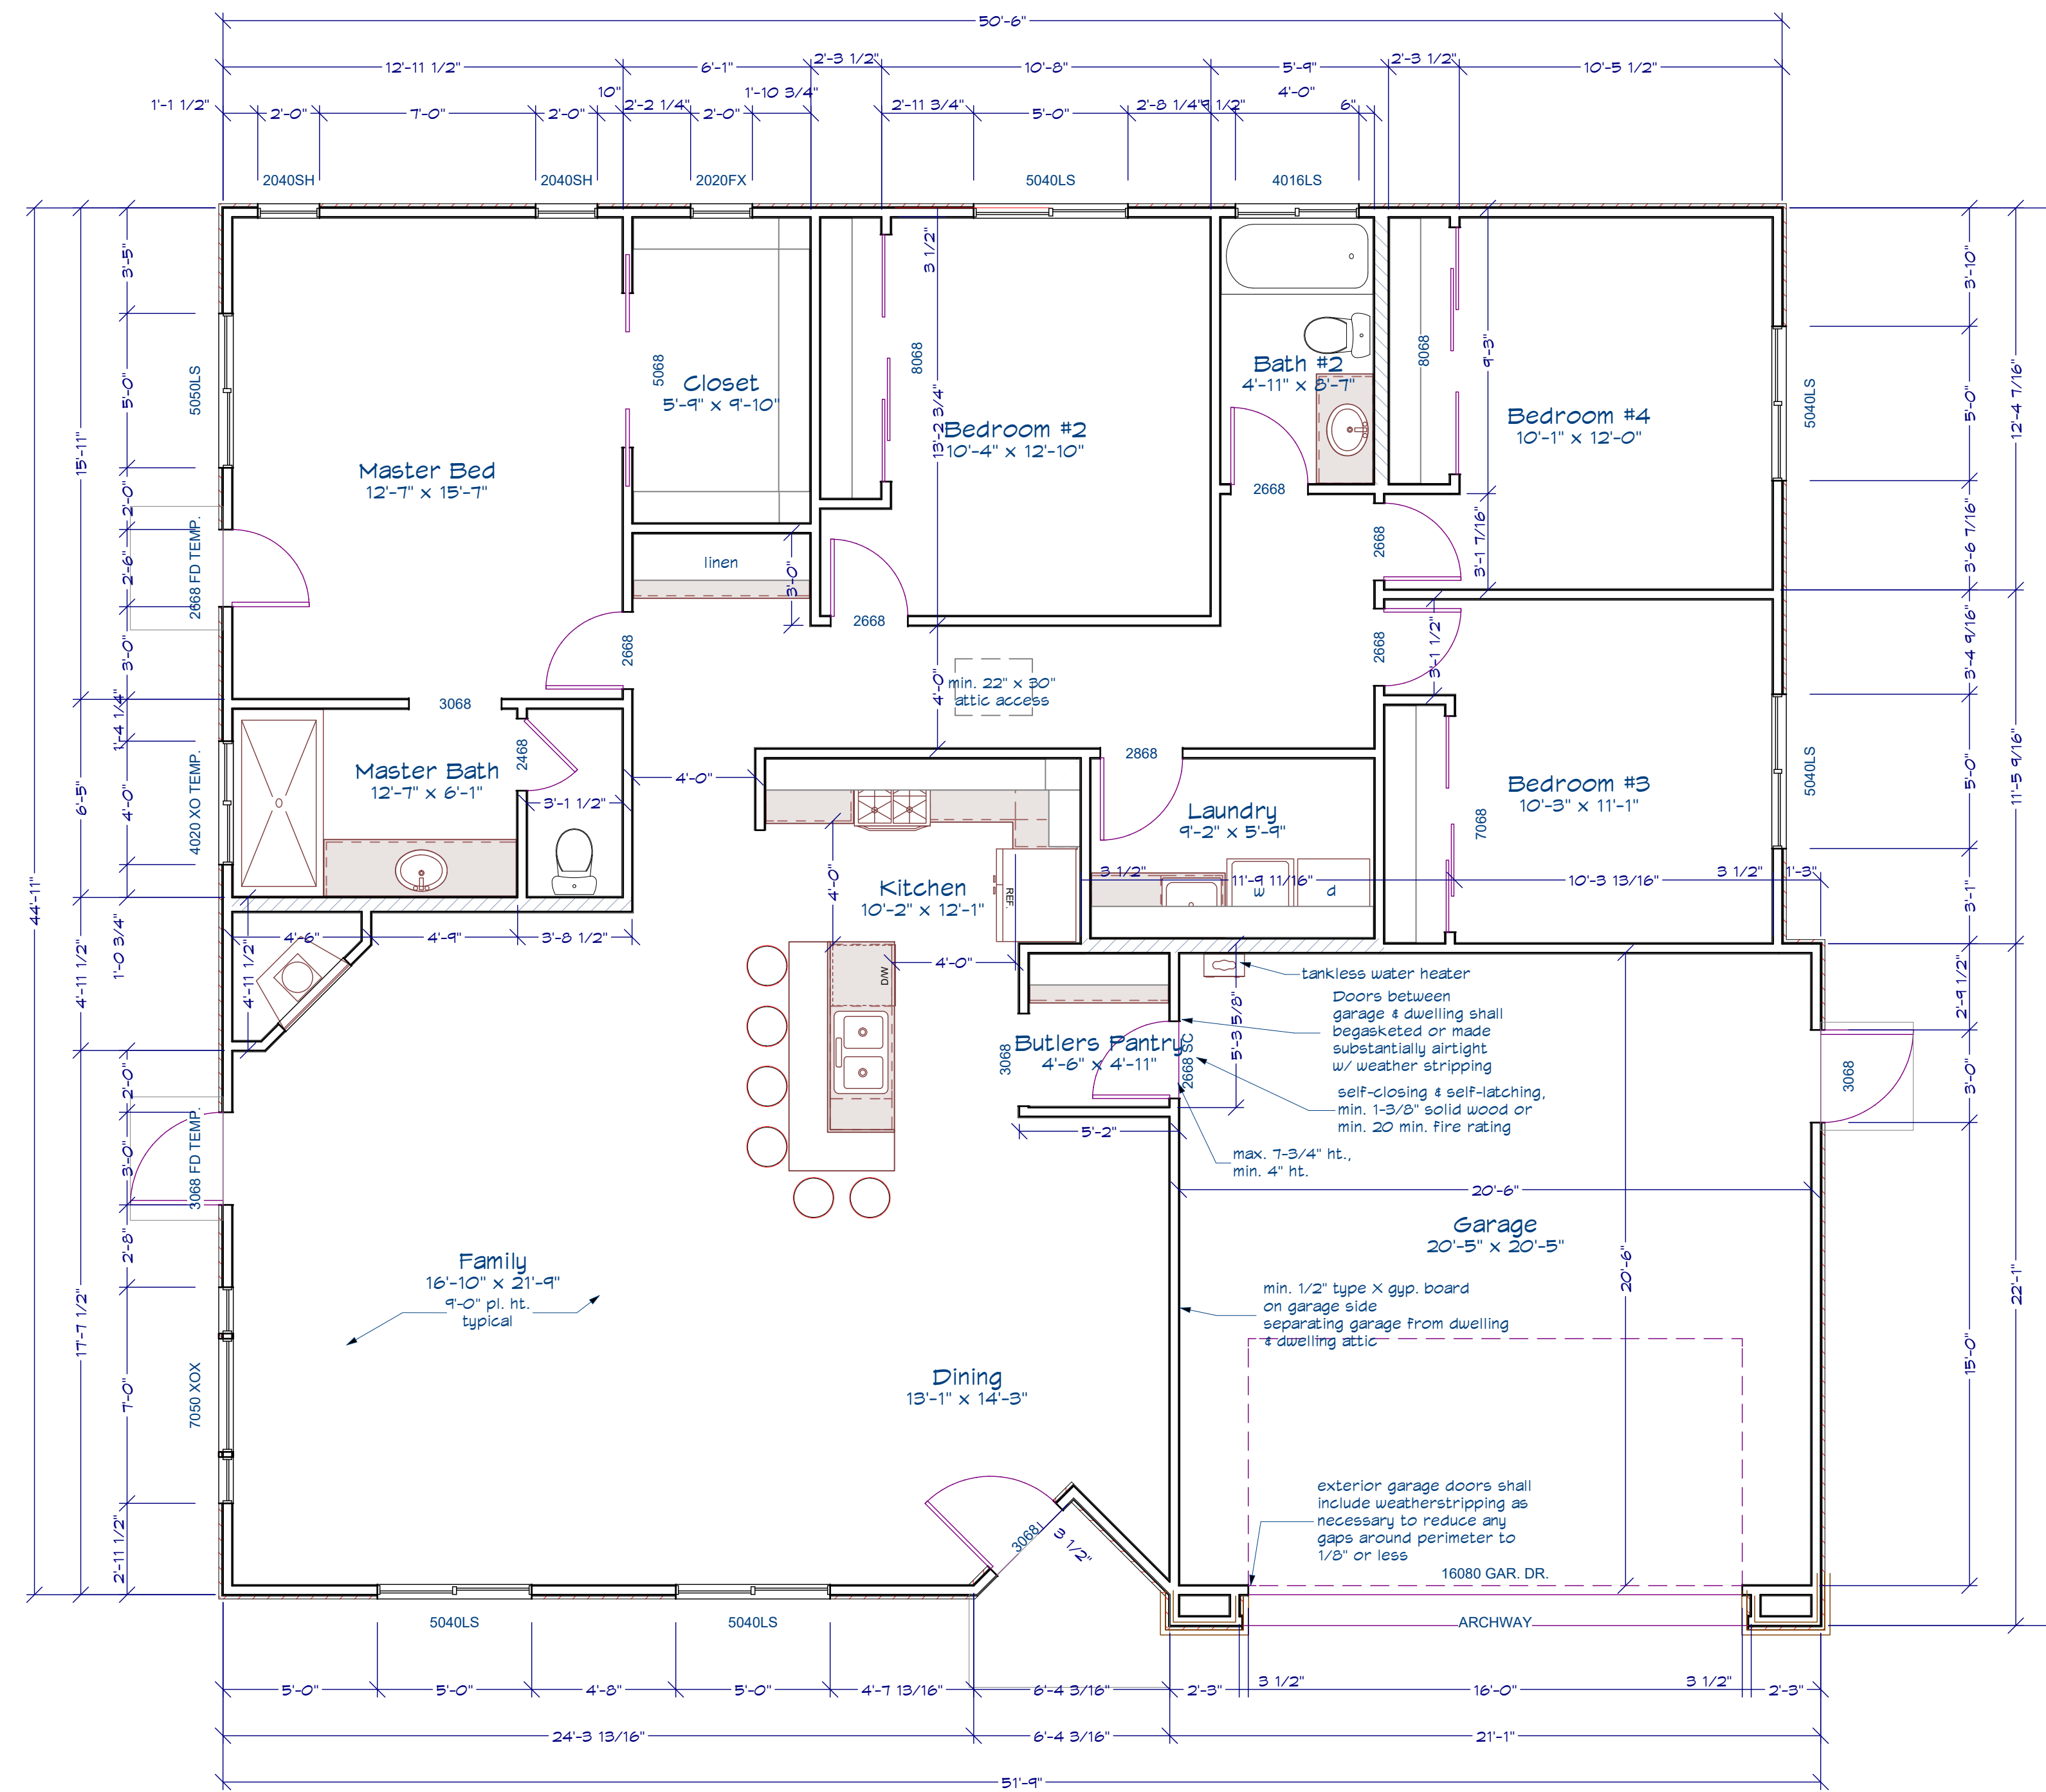 50'-6"
12'-11 1/2"
6'-1"
2'-3 1/2"
10'-8"
5'-9"
2'-3 1/2"
10'-5 1/2"
1'-1 1/2"
2'-0"
7'-0"
2'-0"
10"
2'-2 1/4"
2'-0"
1'-10 3/4"
2'-11 3/4"
5'-0"
2'-8 1/4"
4'-0"
6"
2040SH
2040SH
2020FX
5040LS
4016LS
44'-11"
15'-11"
6'-5"
4'-11 1/2"
17'-7 1/2"
3'-5"
5'-0"
2'-0"
2'-6"
3'-0"
1'-4 1/4"
4'-0"
1'-0 3/4"
2'-0"
3'-0"
2'-8"
7'-0"
2'-11 1/2"
5050LS
2668 FD TEMP.
4020 XO TEMP.
3068 FD TEMP.
7050 XOX
Master Bed
12'-7" x 15'-7"
5068
Closet
5'-9" x 9'-10"
linen
3'-0"
2668
8068
3 1/2"
13'-2 3/4"
Bedroom #2
10'-4" x 12'-10"
2668
Bath #2
4'-11" x 8'-7"
2668
8068
9'-3"
3'-1 7/16"
Bedroom #4
10'-1" x 12'-0"
2668
2668
3'-1 1/2"
4'-0"
min. 22" x 30"
attic access
3068
2468
Master Bath
12'-7" x 6'-1"
3'-1 1/2"
4'-0"
4'-6"
4'-9"
3'-8 1/2"
4'-11 1/2"
2868
Laundry
9'-2" x 5'-9"
w
d
3 1/2"
11'-9 11/16"
10'-3 13/16"
3 1/2"
1'-3"
7068
Bedroom #3
10'-3" x 11'-1"
Kitchen
10'-2" x 12'-1"
REF.
4'-0"
4'-0"
D/W
Butlers Pantry
4'-6" x 4'-11"
3068
2668 SC
5'-3 5/8"
5'-2"
tankless water heater
Doors between
garage & dwelling shall
begasketed or made
substantially airtight
w/ weather stripping
self-closing & self-latching,
min. 1-3/8" solid wood or
min. 20 min. fire rating
max. 7-3/4" ht.,
min. 4" ht.
20'-6"
Garage
20'-5" x 20'-5"
20'-6"
min. 1/2" type X gyp. board
on garage side
separating garage from dwelling
& dwelling attic
Family
16'-10" x 21'-9"
9'-0" pl. ht.
typical
Dining
13'-1" x 14'-3"
3068
3 1/2"
exterior garage doors shall
include weatherstripping as
necessary to reduce any
gaps around perimeter to
1/8" or less
16080 GAR. DR.
ARCHWAY
5040LS
5040LS
5040LS
5040LS
3068
3'-10"
5'-0"
3'-6 7/16"
3'-4 9/16"
5'-0"
3'-1"
2'-9 1/2"
3'-0"
15'-0"
12'-4 7/16"
11'-5 9/16"
22'-1"
5'-0"
5'-0"
4'-8"
5'-0"
4'-7 13/16"
6'-4 3/16"
2'-3"
3 1/2"
16'-0"
3 1/2"
2'-3"
24'-3 13/16"
6'-4 3/16"
21'-1"
51'-9"